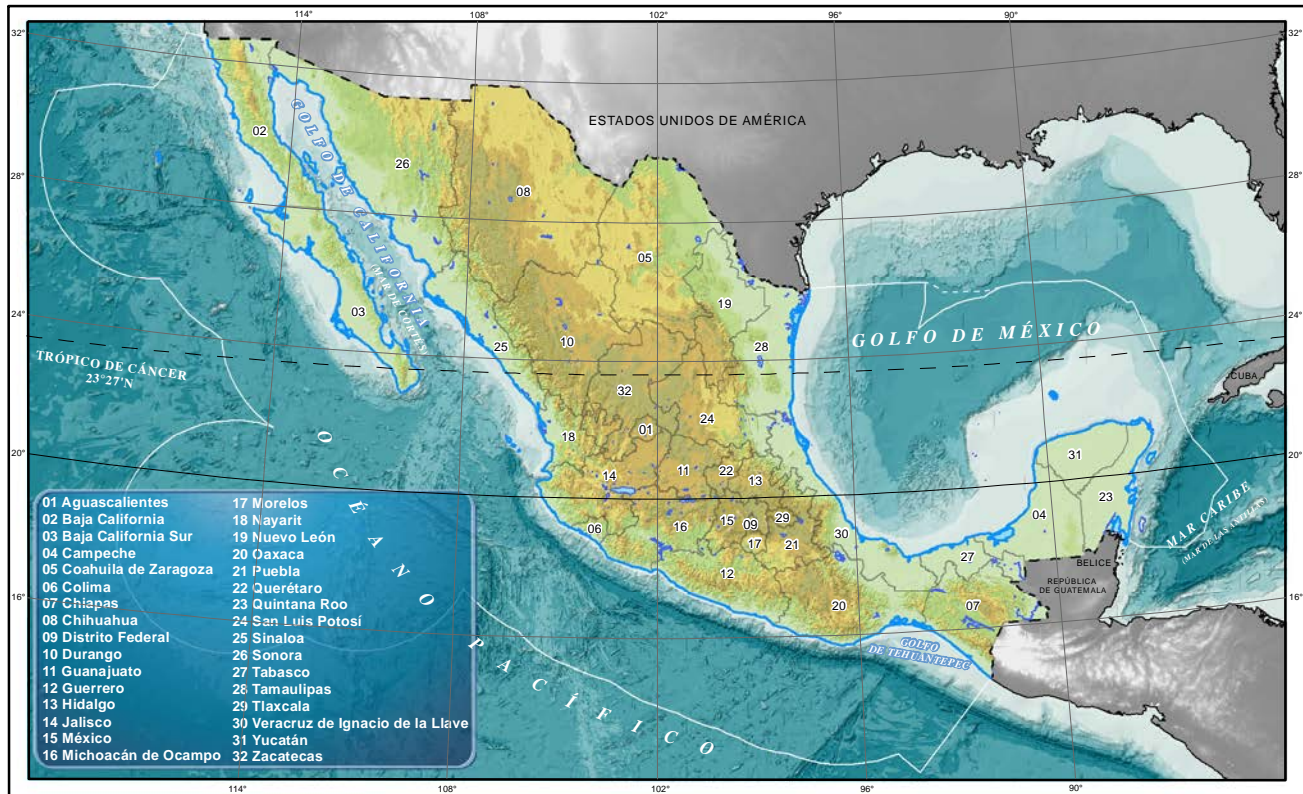 114° 108° 102° 96° 90°
32° 32°
ESTADOS UNIDOS DE AMÉRICA
02
26
08
GOLFO DE CALIFORNIA
(MAR DE CORTÉS)
28° 28°
05
19
03
24° 24°
25
10
28
GOLFO DE MÉXICO
TRÓPICO DE CÁNCER
23°27'N
CUBA
32
24
01
18
20° 20°
14
11
22
13
31
23
04
06
16
15
09
29
17
21
30
27
12
20
07
MAR CARIBE
(MAR DE LAS ANTILLAS)
BELICE
REPÚBLICA
DE GUATEMALA
16° 16°
GOLFO
DE TEHUANTEPEC
OCÉANO PACÍFICO
01 Aguascalientes
02 Baja California
03 Baja California Sur
04 Campeche
05 Coahuila de Zaragoza
06 Colima
07 Chiapas
08 Chihuahua
09 Distrito Federal
10 Durango
11 Guanajuato
12 Guerrero
13 Hidalgo
14 Jalisco
15 México
16 Michoacán de Ocampo
17 Morelos
18 Nayarit
19 Nuevo León
20 Oaxaca
21 Puebla
22 Querétaro
23 Quintana Roo
24 San Luis Potosí
25 Sinaloa
26 Sonora
27 Tabasco
28 Tamaulipas
29 Tlaxcala
30 Veracruz de Ignacio de la Llave
31 Yucatán
32 Zacatecas
114° 108° 102° 96° 90°